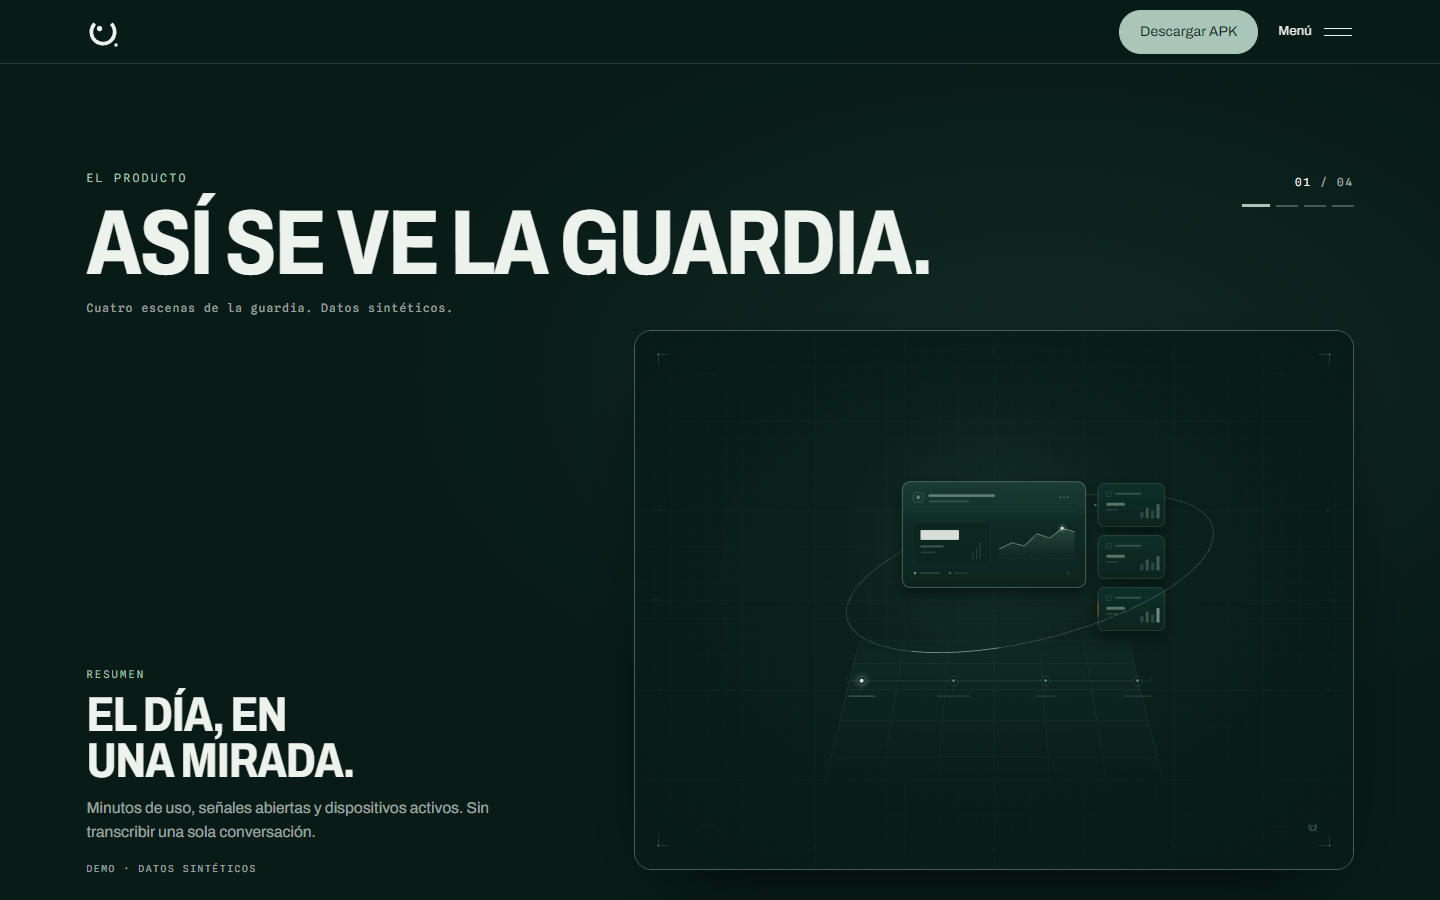 Descargar APK
Menú
EL PRODUCTO
01 / 04
ASÍ SE VE LA GUARDIA.
Cuatro escenas de la guardia. Datos sintéticos.
RESUMEN
EL DÍA, EN
UNA MIRADA.
Minutos de uso, señales abiertas y dispositivos activos. Sin
transcribir una sola conversación.
DEMO · DATOS SINTÉTICOS